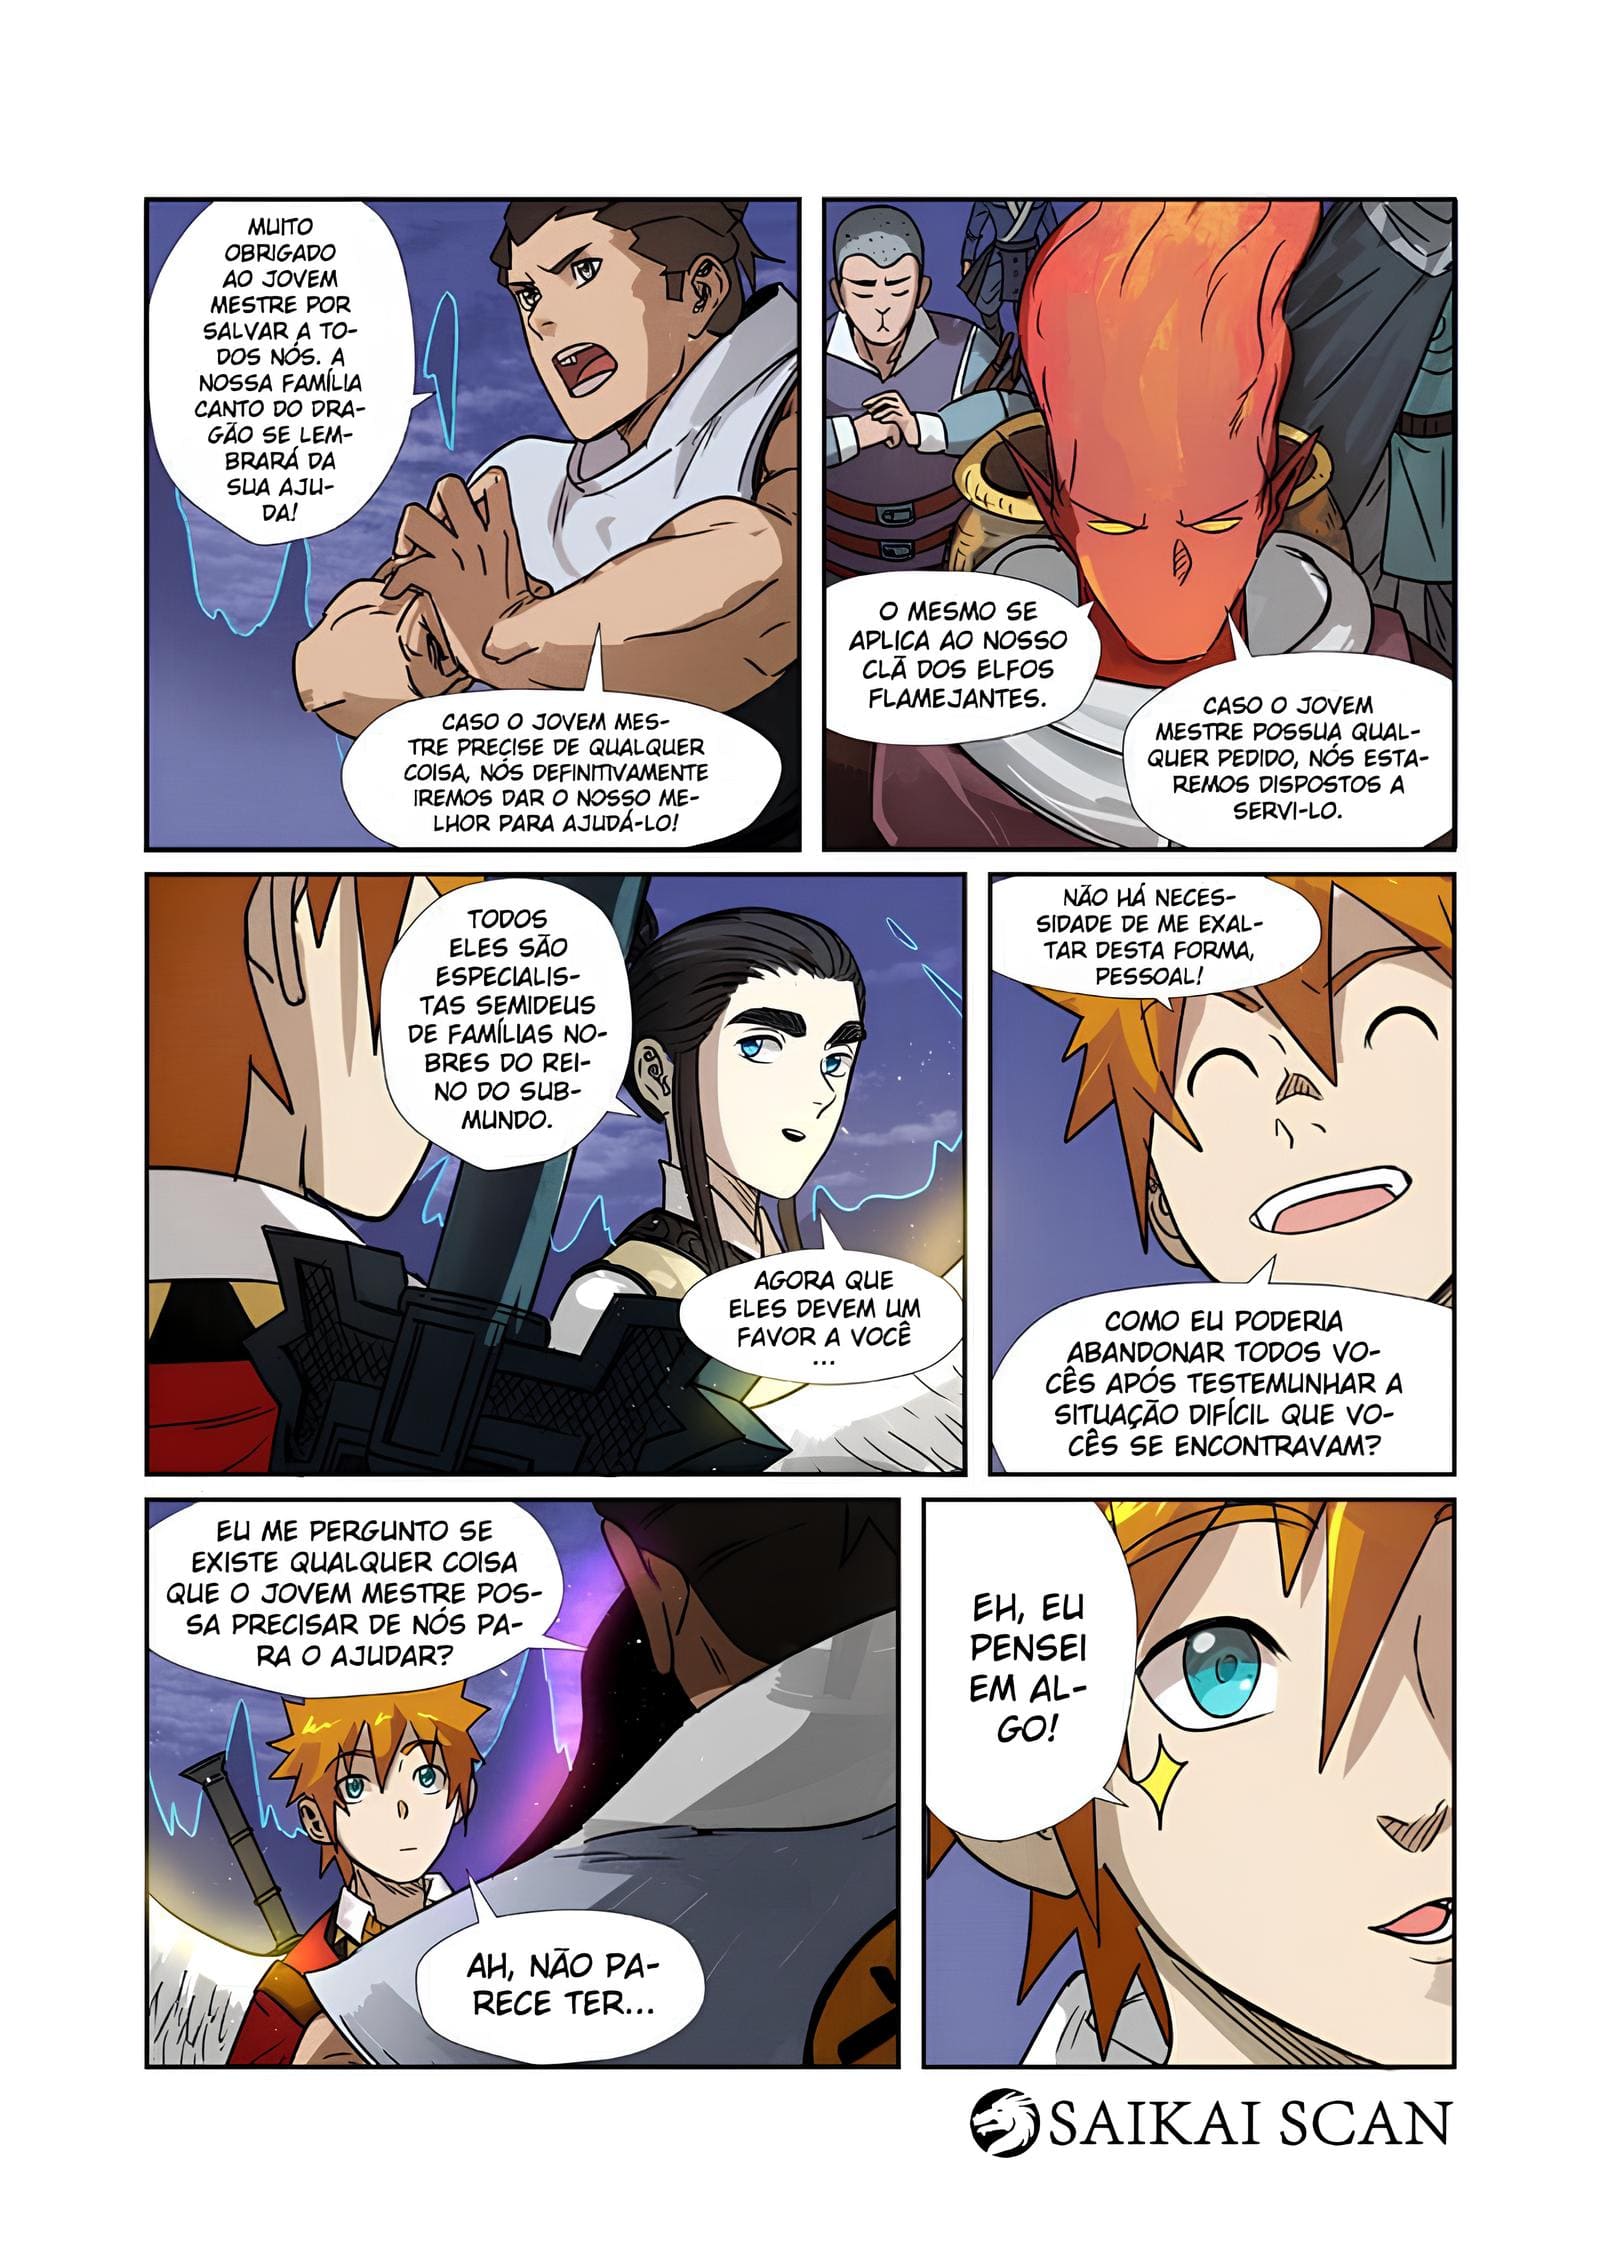 MUITO
OBRIGADO
AO JOVEM
MESTRE POR
SALVAR A TO-
DOS NÓS. A
NOSSA FAMÍLIA
CANTO DO DRA-
GÃO SE LEM-
BRARÁ DA
SUA AJU-
DA!
CASO O JOVEM MES-
TRE PRECISE DE QUALQUER
COISA, NÓS DEFINITIVAMENTE
IREMOS DAR O NOSSO ME-
LHOR PARA AJUDÁ-LO!
O MESMO SE
APLICA AO NOSSO
CLÃ DOS ELFOS
FLAMEJANTES.
CASO O JOVEM
MESTRE POSSUA QUAL-
QUER PEDIDO, NÓS ESTA-
REMOS DISPOSTOS A
SERVI-LO.
TODOS
ELES SÃO
ESPECIALIS-
TAS SEMIDEUS
DE FAMÍLIAS NO-
BRES DO REI-
NO DO SUB-
MUNDO.
AGORA QUE
ELES DEVEM UM
FAVOR A VOCÊ
...
NÃO HÁ NECES-
SIDADE DE ME EXAL-
TAR DESTA FORMA,
PESSOAL!
COMO EU PODERIA
ABANDONAR TODOS VO-
CÊS APÓS TESTEMUNHAR A
SITUAÇÃO DIFÍCIL QUE VO-
CÊS SE ENCONTRAVAM?
EU ME PERGUNTO SE
EXISTE QUALQUER COISA
QUE O JOVEM MESTRE POS-
SA PRECISAR DE NÓS PA-
RA O AJUDAR?
AH, NÃO PA-
RECE TER...
EH, EU
PENSEI
EM AL-
GO!
SAIKAI SCAN